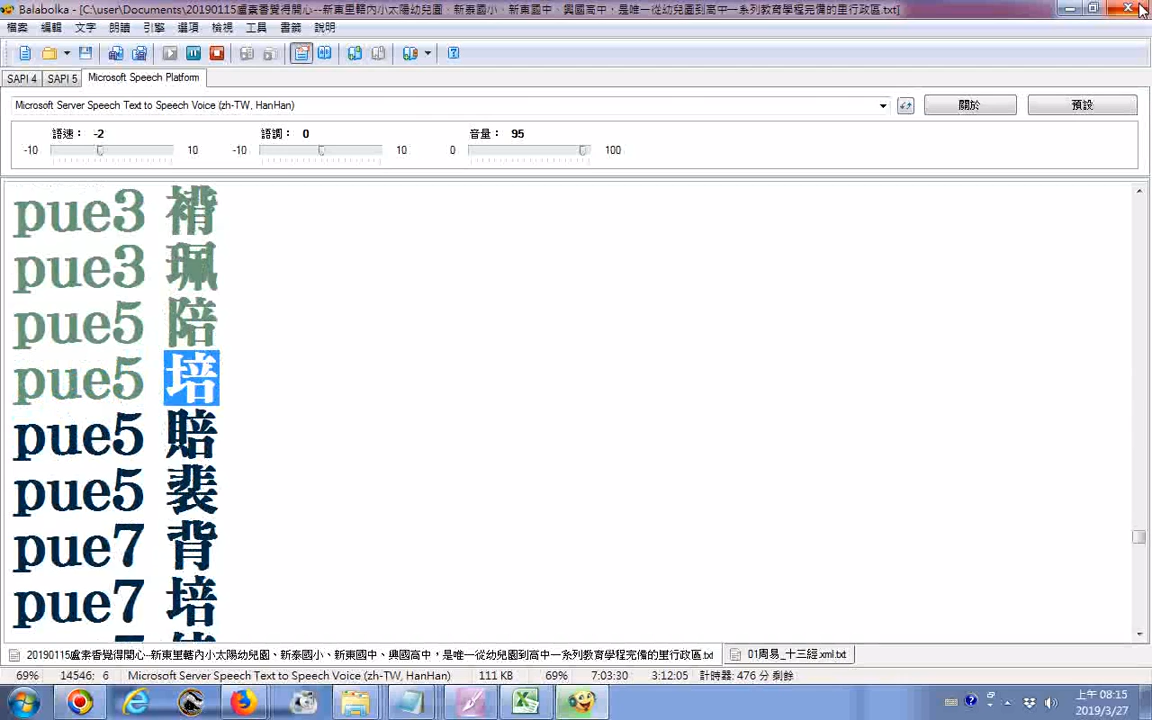 Balabolka - [C:\user\Documents\20190115盧素香覺得開心--新東里轄內小太陽幼兒園、新泰國小、新東國中、興國高中，是唯一從幼兒園到高中一系列教育學程完備的里行政區.txt]
檔案 編輯 文字 朗讀 引擎 選項 檢視 工具 書籤 說明
SAPI 4 SAPI 5 Microsoft Speech Platform
Microsoft Server Speech Text to Speech Voice (zh-TW, HanHan) 關於 預設
語速： -2 語調： 0 音量： 95
-10 10 -10 10 0 100
pue3 褙
pue3 珮
pue5 陪
pue5 培
pue5 賠
pue5 裴
pue7 背
pue7 培
20190115盧素香覺得開心--新東里轄內小太陽幼兒園、新泰國小、新東國中、興國高中，是唯一從幼兒園到高中一系列教育學程完備的里行政區.txt 01周易_十三經.xml.txt
69% 14546: 6 Microsoft Server Speech Text to Speech Voice (zh-TW, HanHan) 111 KB 69% 7:03:30 3:12:05 計時器: 476 分 剩餘
上午 08:15
2019/3/27